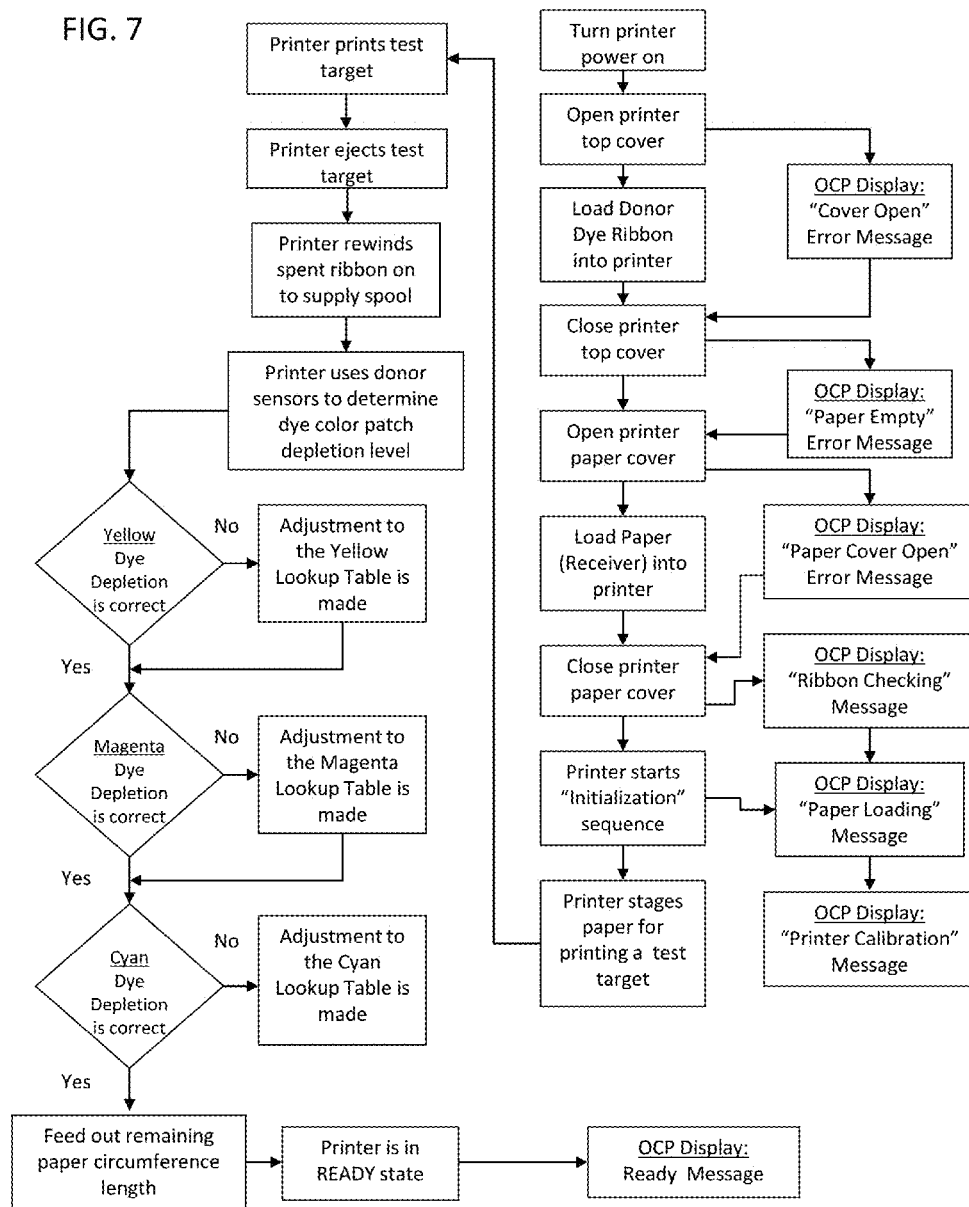 FIG. 7
Printer prints test
target
Printer ejects test
target
Printer rewinds
spent ribbon on
to supply spool
Printer uses donor
sensors to determine
dye color patch
depletion level
Yellow
Dye
Depletion
is correct
No
Adjustment to
the Yellow
Lookup Table is
made
Yes
Magenta
Dye
Depletion
is correct
No
Adjustment to
the Magenta
Lookup Table is
made
Yes
Cyan
Dye
Depletion
is correct
No
Adjustment to
the Cyan
Lookup Table is
made
Yes
Feed out remaining
paper circumference
length
Printer is in
READY state
OCP Display:
Ready Message
Turn printer
power on
Open printer
top cover
OCP Display:
"Cover Open"
Error Message
Load Donor
Dye Ribbon
into printer
Close printer
top cover
OCP Display:
"Paper Empty"
Error Message
Open printer
paper cover
OCP Display:
"Paper Cover Open"
Error Message
Load Paper
(Receiver) into
printer
Close printer
paper cover
OCP Display:
"Ribbon Checking"
Message
Printer starts
"Initialization"
sequence
OCP Display:
"Paper Loading"
Message
Printer stages
paper for
printing a test
target
OCP Display:
"Printer Calibration"
Message